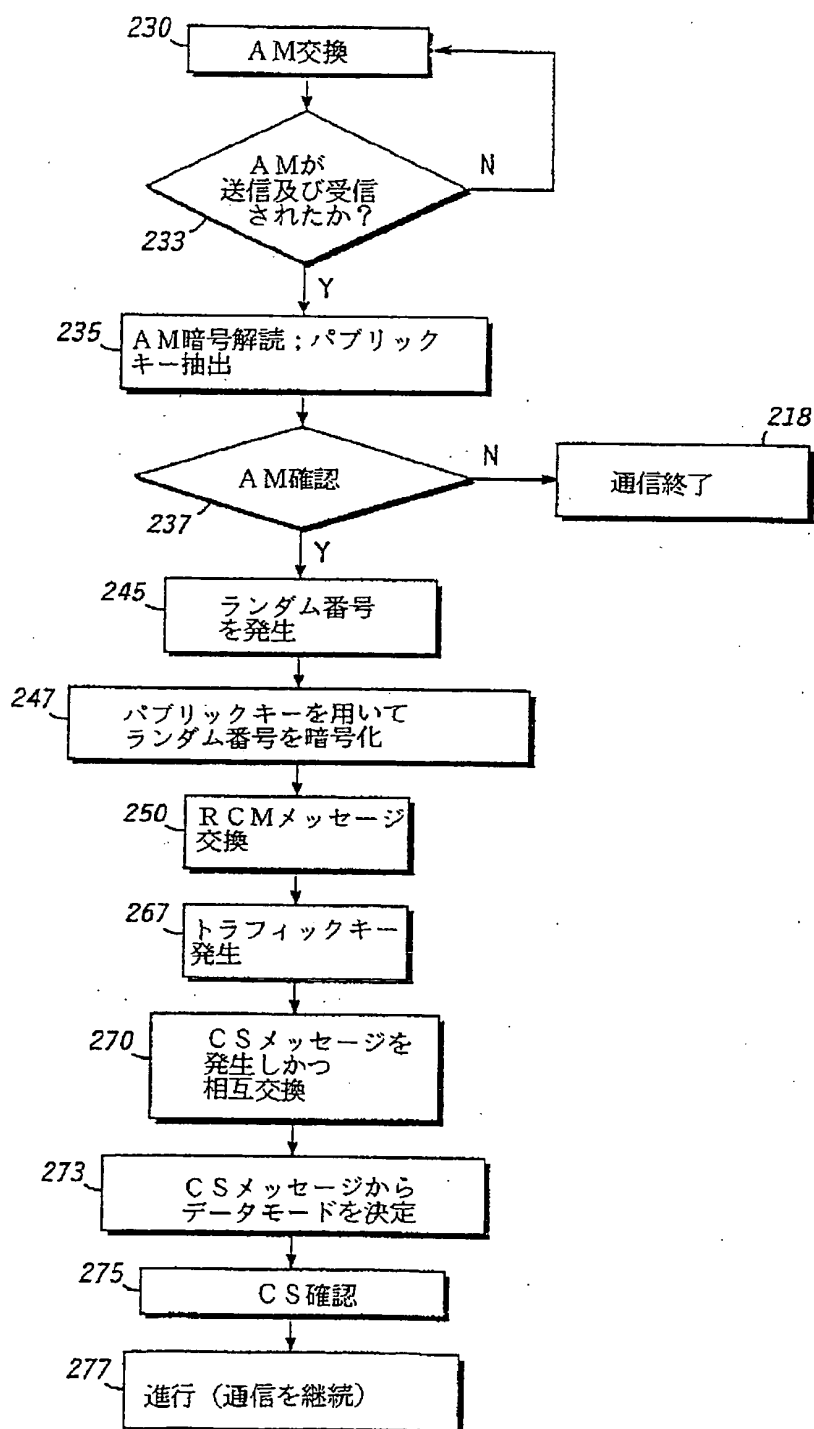 230
AM交換
AMが
送信及び受信
されたか?
N
233
Y
235
AM暗号解読;パブリック
キー抽出
AM確認
N
237
218
通信終了
Y
245
ランダム番号
を発生
247
パブリックキーを用いて
ランダム番号を暗号化
250
RCMメッセージ
交換
267
トラフィックキー
発生
270
CSメッセージを
発生しかつ
相互交換
273
CSメッセージから
データモードを決定
275
CS確認
277
進行(通信を継続)